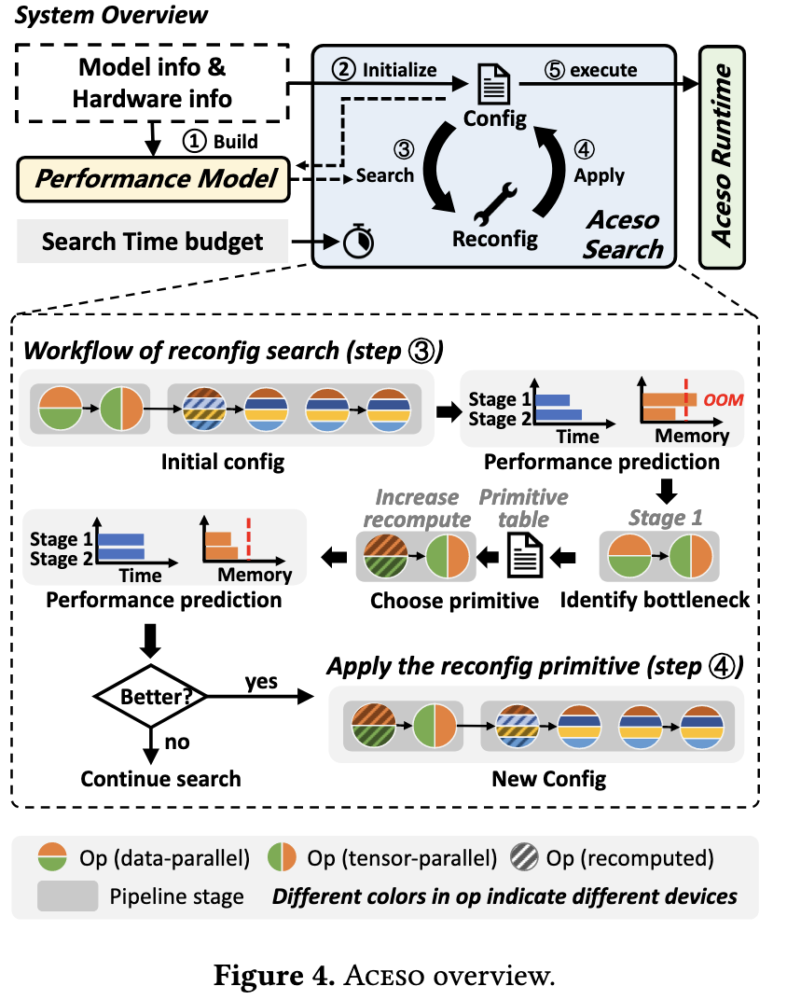 System Overview
Model info &
Hardware info
② Initialize
⑤ execute
Config
① Build
③
Search
④
Apply
Performance Model
Reconfig
Aceso
Search
Aceso Runtime
Search Time budget
Workflow of reconfig search (step ③)
Initial config
Stage 1
Stage 2
Time
Memory
OOM
Performance prediction
Stage 1
Identify bottleneck
Primitive
table
Increase
recompute
Choose primitive
Stage 1
Stage 2
Time
Memory
Performance prediction
Better?
yes
no
Continue search
Apply the reconfig primitive (step ④)
New Config
Op (data-parallel)
Op (tensor-parallel)
Op (recomputed)
Pipeline stage
Different colors in op indicate different devices
Figure 4. Aceso overview.